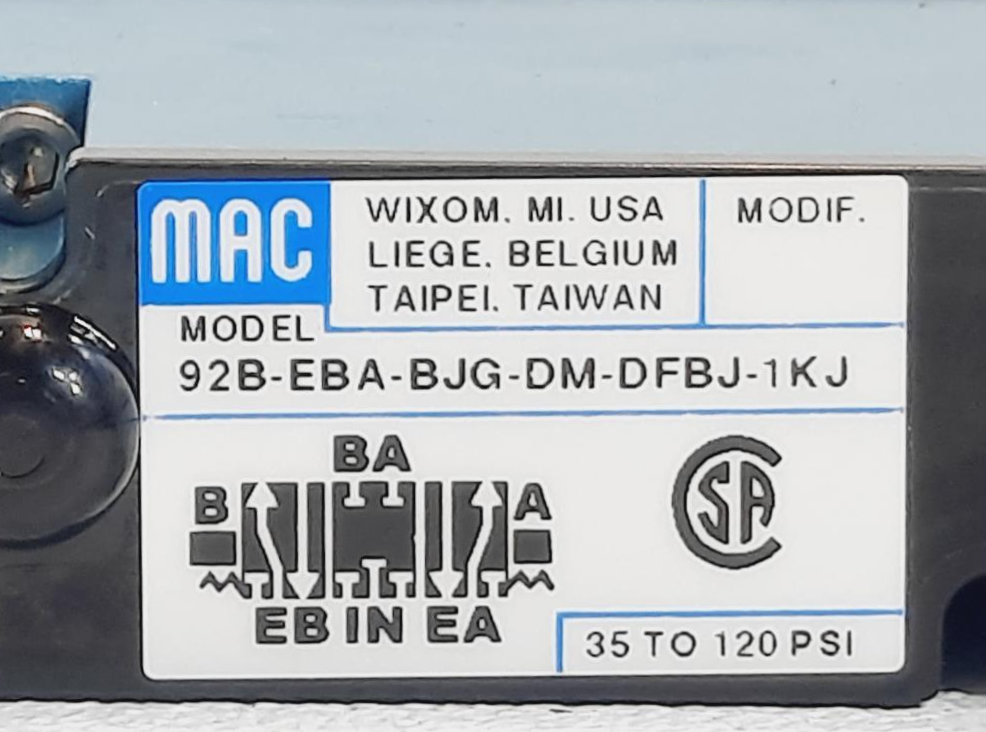 MAC
WIXOM, MI. USA
LIEGE, BELGIUM
TAIPEI, TAIWAN
MODIF.
MODEL
92B-EBA-BJG-DM-DFBJ-1KJ
BA
B
A
EB IN EA
CSA
35 TO 120 PSI